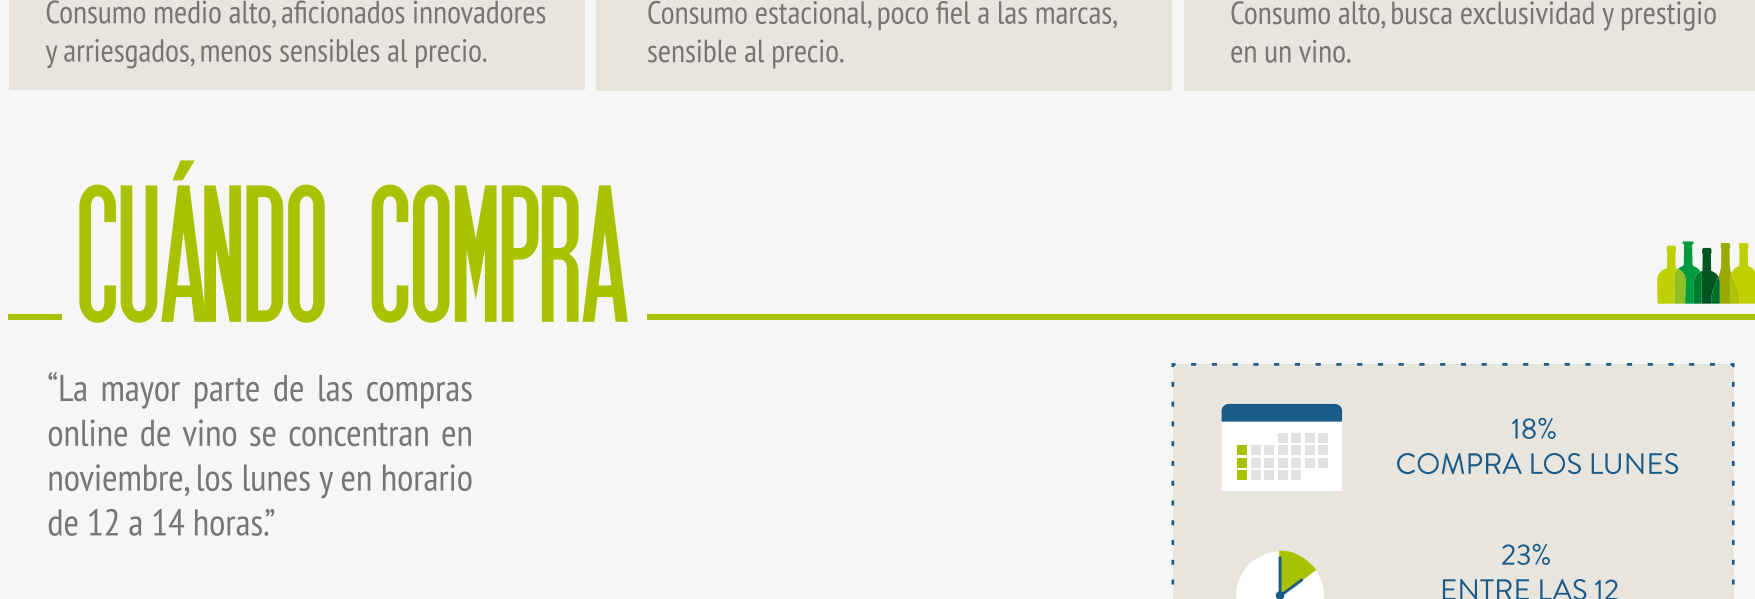 Consumo medio alto, aficionados innovadores
y arriesgados, menos sensibles al precio.
Consumo estacional, poco fiel a las marcas,
sensible al precio.
Consumo alto, busca exclusividad y prestigio
en un vino.
CUÁNDO COMPRA
“La mayor parte de las compras
online de vino se concentran en
noviembre, los lunes y en horario
de 12 a 14 horas.”
18%
COMPRA LOS LUNES
23%
ENTRE LAS 12